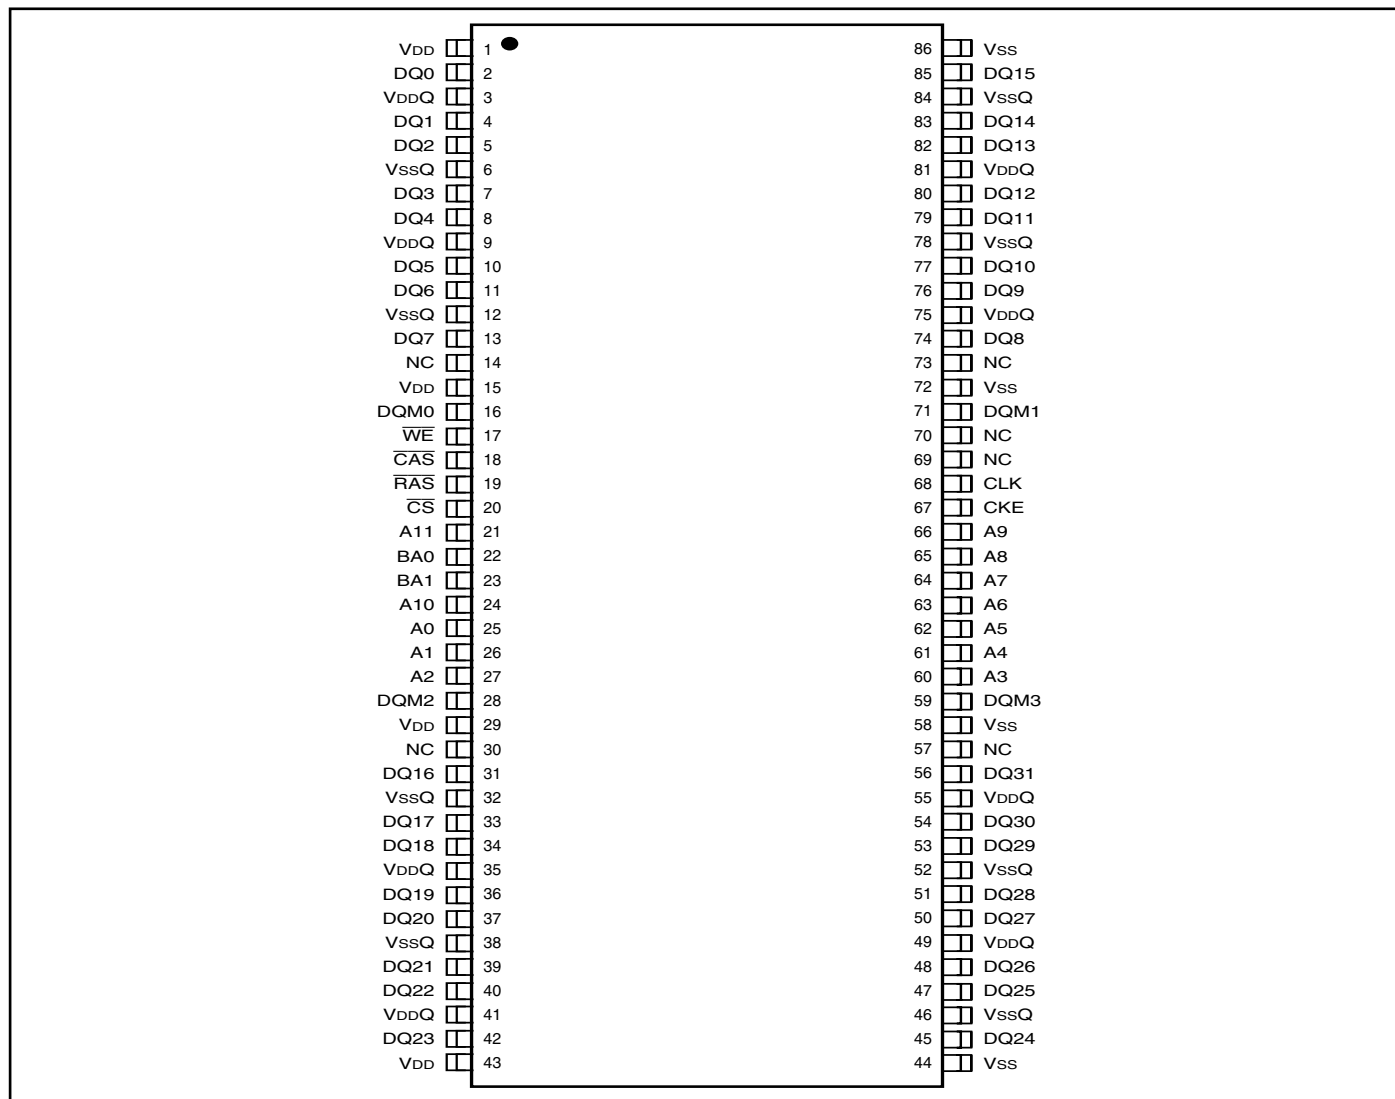 VDD 1 86 VSS
DQ0 2 85 DQ15
VDDQ 3 84 VSSQ
DQ1 4 83 DQ14
DQ2 5 82 DQ13
VSSQ 6 81 VDDQ
DQ3 7 80 DQ12
DQ4 8 79 DQ11
VDDQ 9 78 VSSQ
DQ5 10 77 DQ10
DQ6 11 76 DQ9
VSSQ 12 75 VDDQ
DQ7 13 74 DQ8
NC 14 73 NC
VDD 15 72 VSS
DQM0 16 71 DQM1
W̅E̅ 17 70 NC
C̅A̅S̅ 18 69 NC
R̅A̅S̅ 19 68 CLK
C̅S̅ 20 67 CKE
A11 21 66 A9
BA0 22 65 A8
BA1 23 64 A7
A10 24 63 A6
A0 25 62 A5
A1 26 61 A4
A2 27 60 A3
DQM2 28 59 DQM3
VDD 29 58 VSS
NC 30 57 NC
DQ16 31 56 DQ31
VSSQ 32 55 VDDQ
DQ17 33 54 DQ30
DQ18 34 53 DQ29
VDDQ 35 52 VSSQ
DQ19 36 51 DQ28
DQ20 37 50 DQ27
VSSQ 38 49 VDDQ
DQ21 39 48 DQ26
DQ22 40 47 DQ25
VDDQ 41 46 VSSQ
DQ23 42 45 DQ24
VDD 43 44 VSS